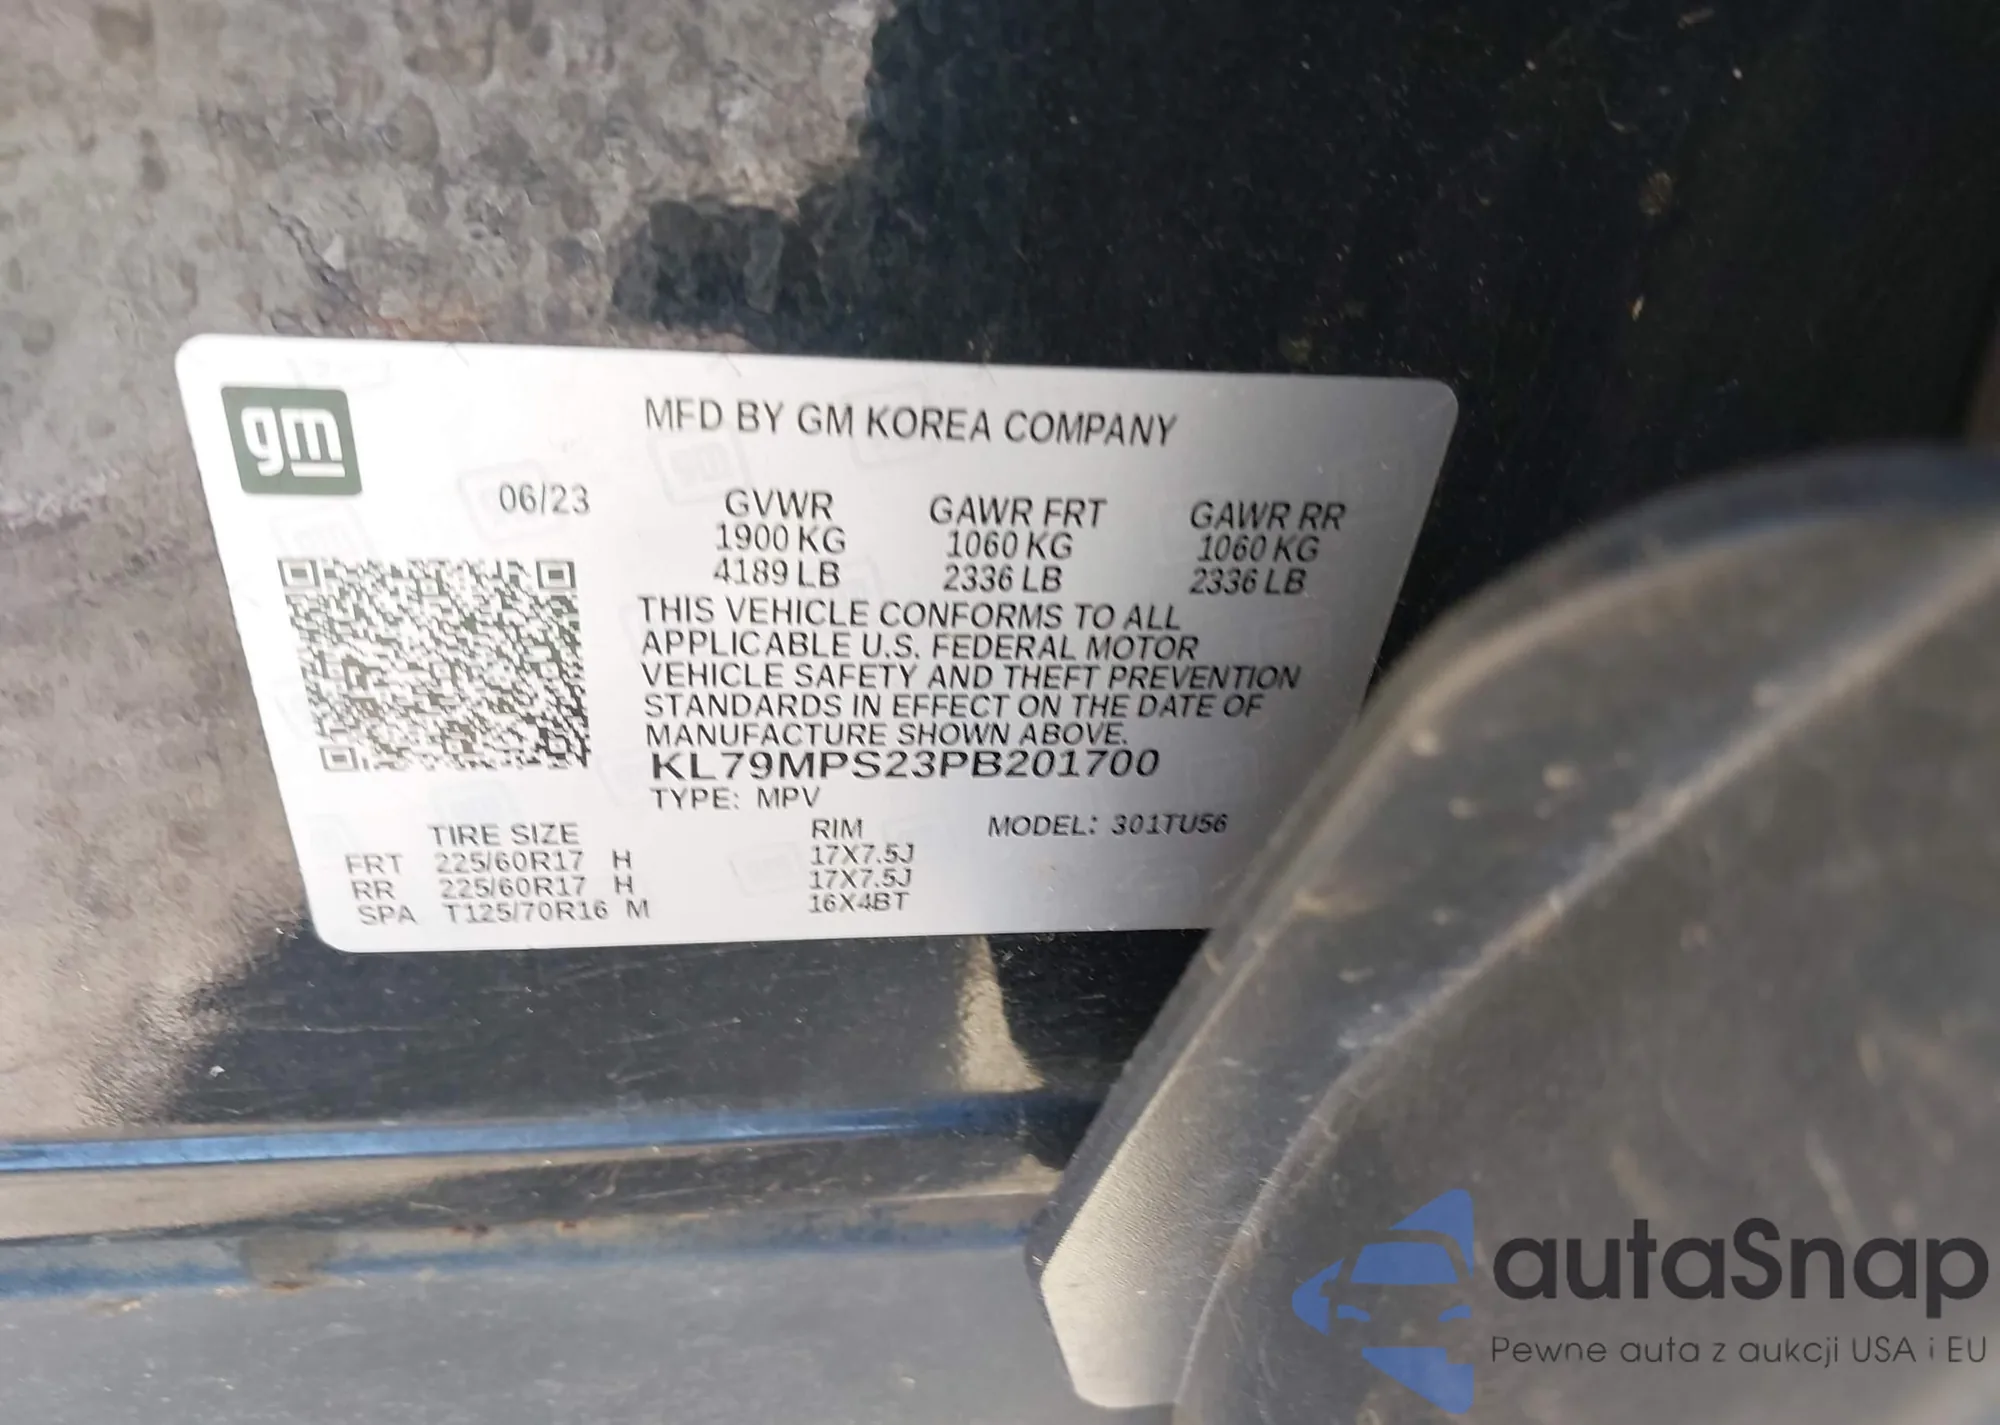 gm
MFD BY GM KOREA COMPANY
06/23
GVWR GAWR FRT GAWR RR
1900 KG 1060 KG 1060 KG
4189 LB 2336 LB 2336 LB
THIS VEHICLE CONFORMS TO ALL
APPLICABLE U.S. FEDERAL MOTOR
VEHICLE SAFETY AND THEFT PREVENTION
STANDARDS IN EFFECT ON THE DATE OF
MANUFACTURE SHOWN ABOVE.
KL79MPS23PB201700
TYPE: MPV
TIRE SIZE RIM MODEL: 301TU56
FRT 225/60R17 H 17X7.5J
RR 225/60R17 H 17X7.5J
SPA T125/70R16 M 16X4BT
autaSnap
Pewne auta z aukcji USA i EU